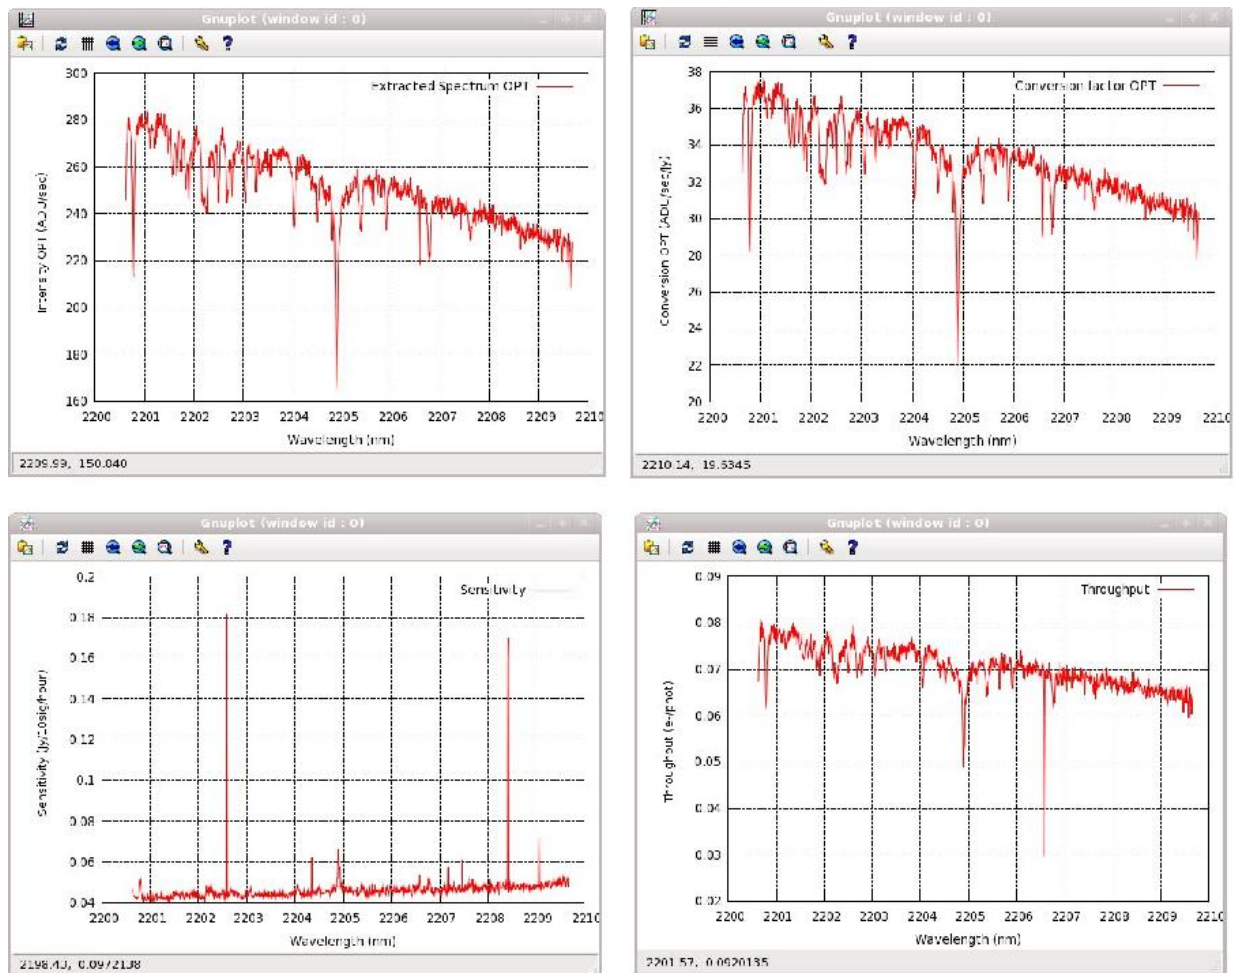 Gnuplot (window id : 0)
300
280
260
240
220
200
180
160
Intensity OPT (ADU/sec)
Extracted Spectrum OPT
2200 2201 2202 2203 2204 2205 2206 2207 2208 2209 2210
Wavelength (nm)
2209.99, 150.840
Gnuplot (window id : 0)
38
36
34
32
30
28
26
24
22
20
Conversion OPT (ADU/sec/Jy)
Conversion factor OPT
2200 2201 2202 2203 2204 2205 2206 2207 2208 2209 2210
Wavelength (nm)
2210.14, 19.5345
Gnuplot (window id : 0)
0.2
0.18
0.16
0.14
0.12
0.1
0.08
0.06
0.04
Sensitivity (Jy/10sig/hour)
Sensitivity
2200 2201 2202 2203 2204 2205 2206 2207 2208 2209 2210
Wavelength (nm)
2198.43, 0.0972138
Gnuplot (window id : 0)
0.09
0.08
0.07
0.06
0.05
0.04
0.03
0.02
Throughput (e-/phot)
Throughput
2200 2201 2202 2203 2204 2205 2206 2207 2208 2209 2210
Wavelength (nm)
2201.57, 0.0920135